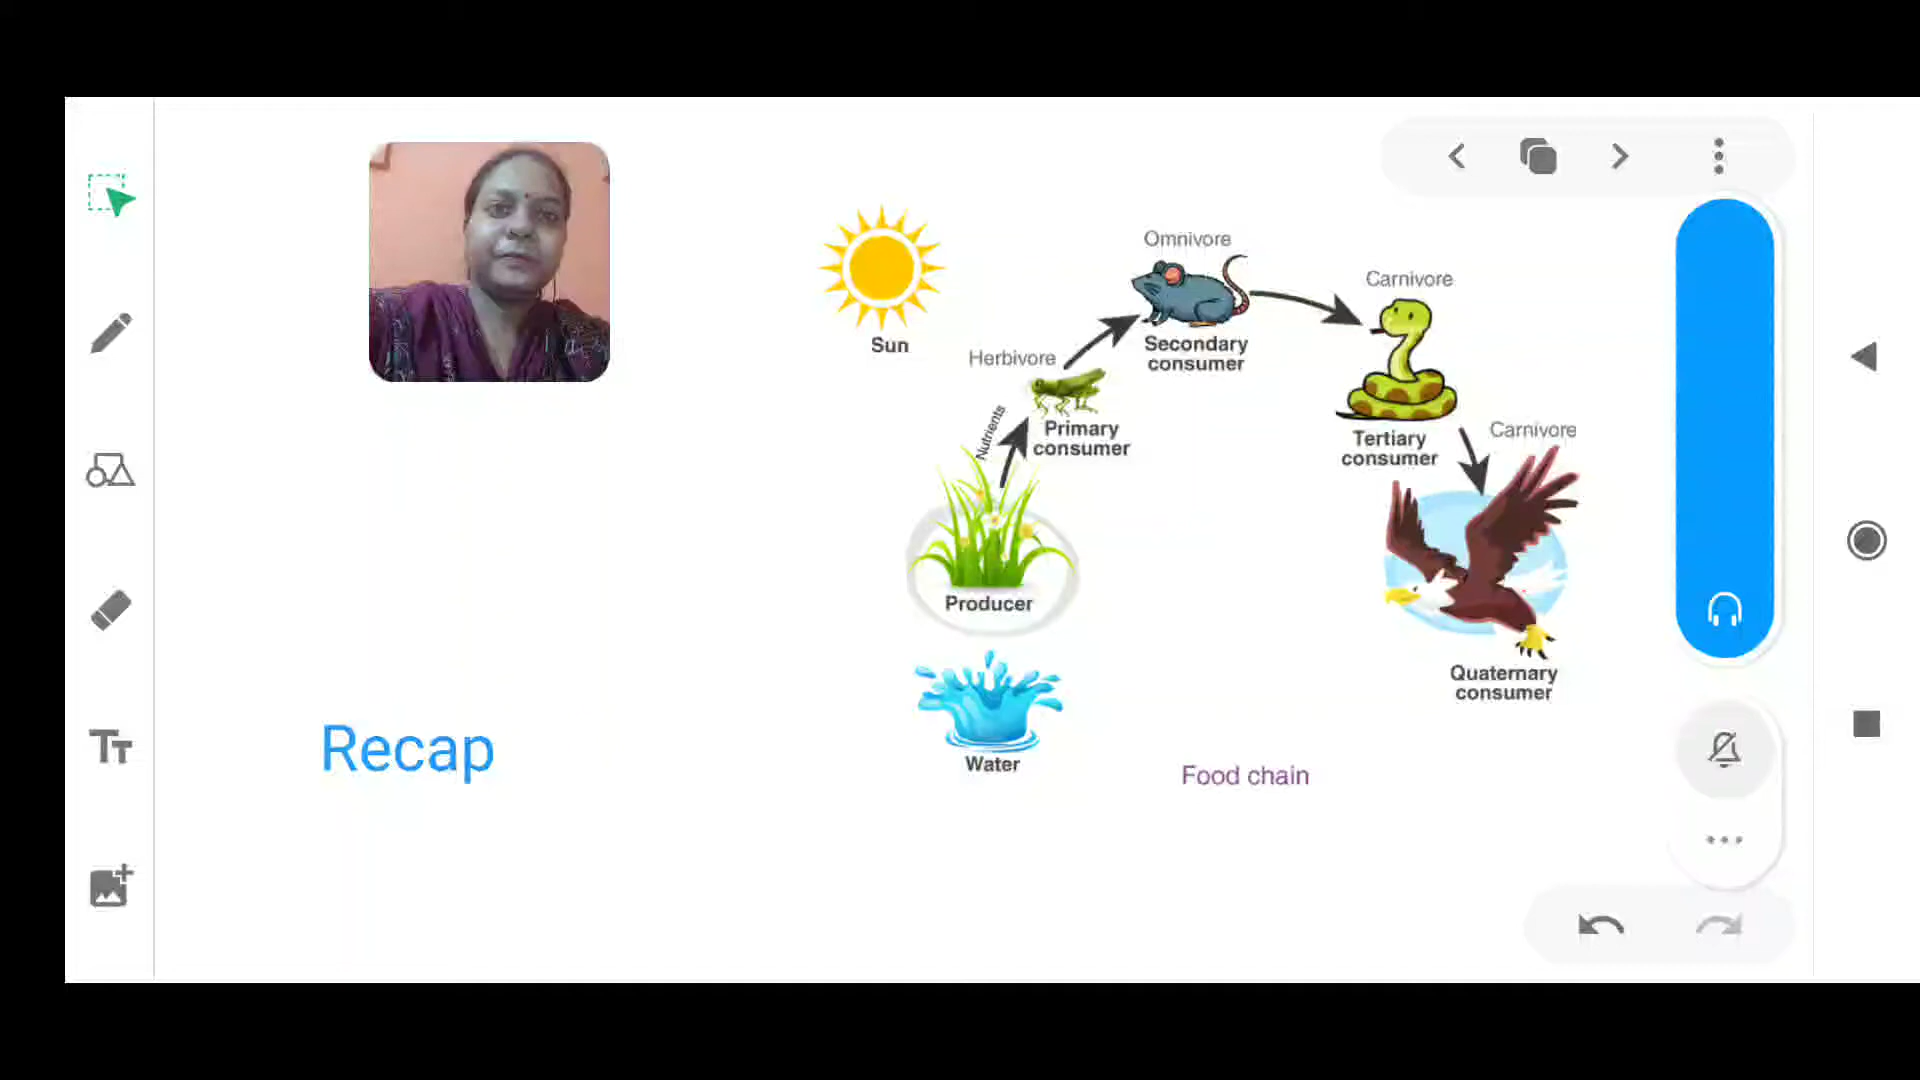 Omnivore
Carnivore
Sun
Secondary
consumer
Herbivore
Nutrients
Primary
consumer
Tertiary
consumer
Carnivore
Producer
Quaternary
consumer
Recap
Water
Food chain
Tт